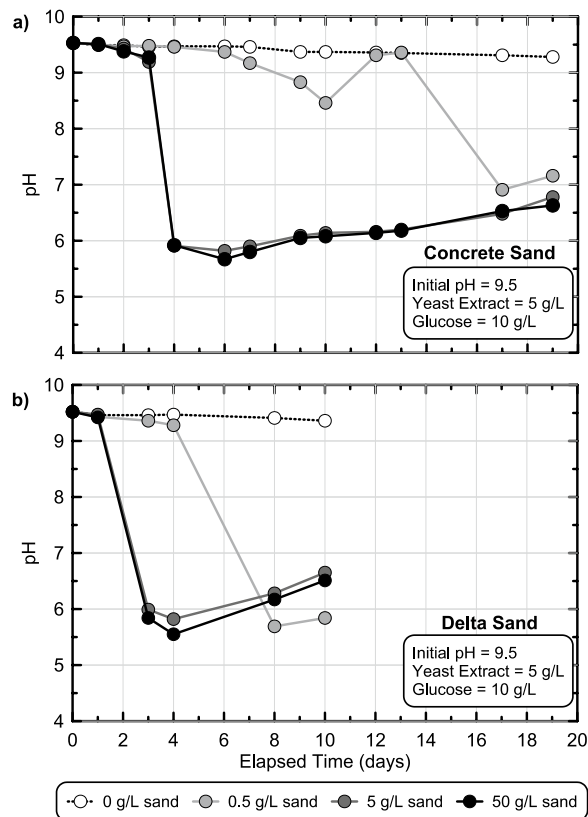 a)
10
9
8
7
6
5
4
pH
Concrete Sand
Initial pH = 9.5
Yeast Extract = 5 g/L
Glucose = 10 g/L
b)
10
9
8
7
6
5
4
pH
Delta Sand
Initial pH = 9.5
Yeast Extract = 5 g/L
Glucose = 10 g/L
0 2 4 6 8 10 12 14 16 18 20
Elapsed Time (days)
0 g/L sand 0.5 g/L sand 5 g/L sand 50 g/L sand